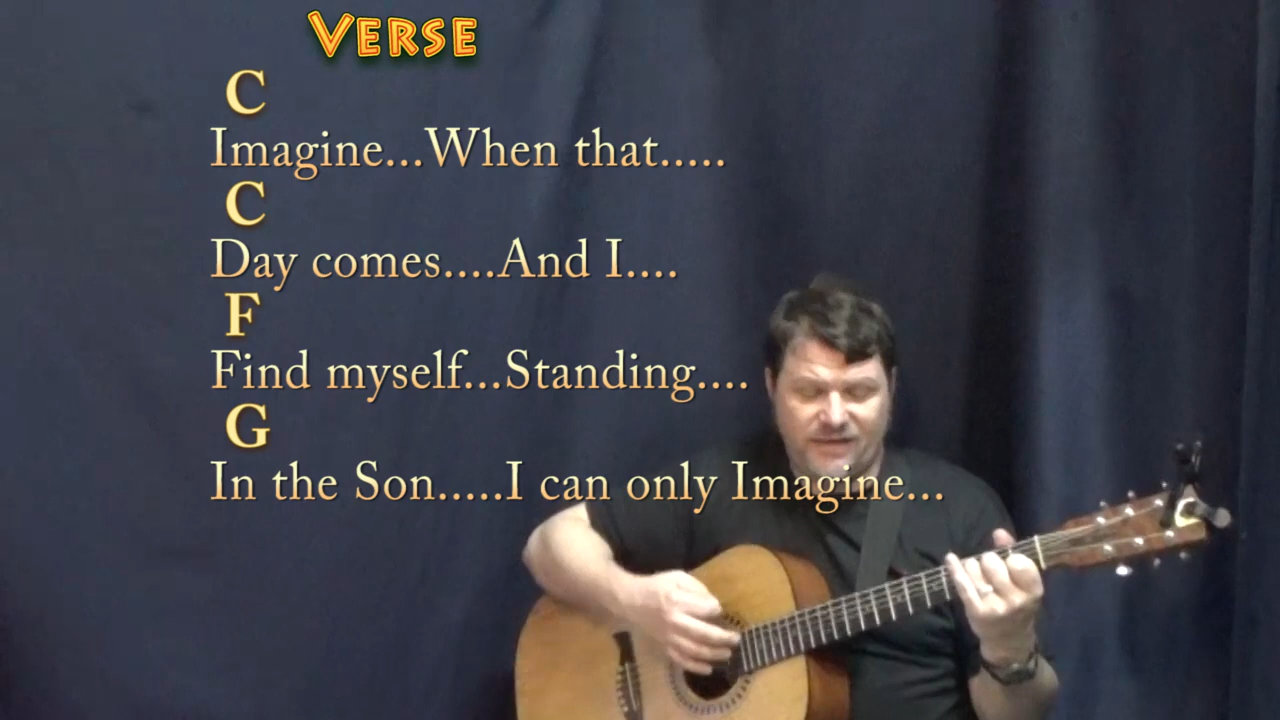 VERSE
C
Imagine...When that.....
C
Day comes....And I....
F
Find myself...Standing....
G
In the Son.....I can only Imagine...